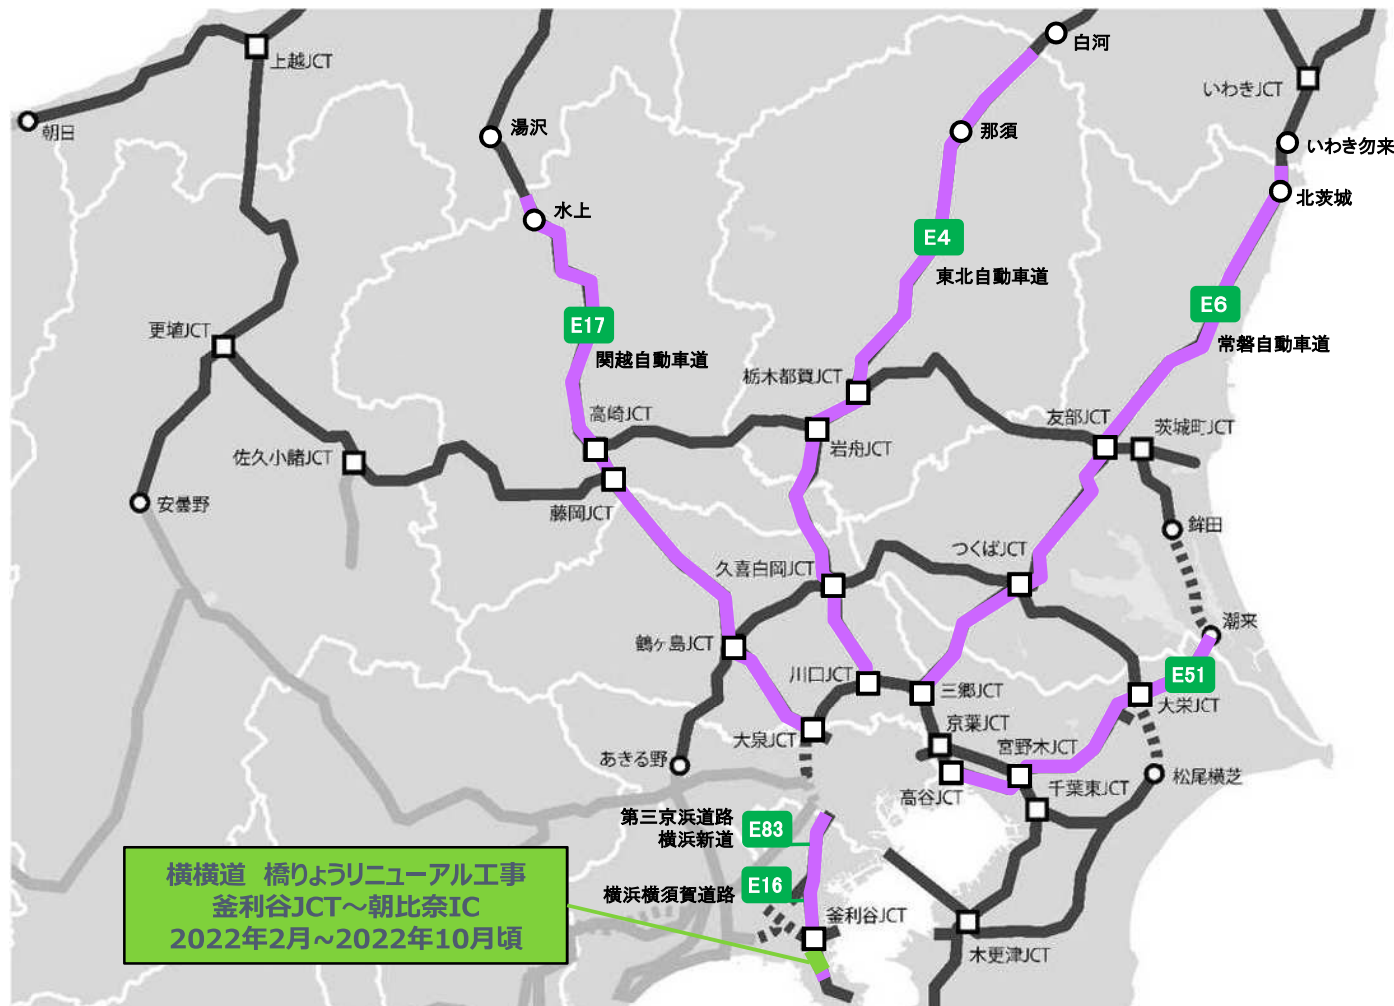 白河
上越JCT
いわきJCT
朝日
湯沢
那須
いわき勿来
北茨城
水上
E4
東北自動車道
E6
常磐自動車道
E17
関越自動車道
更埴JCT
栃木都賀JCT
高崎JCT
岩舟JCT
友部JCT
茨城町JCT
佐久小諸JCT
安曇野
藤岡JCT
鉾田
つくばJCT
久喜白岡JCT
潮来
鶴ヶ島JCT
川口JCT
三郷JCT
E51
大栄JCT
京葉JCT
大泉JCT
宮野木JCT
あきる野
高谷JCT
千葉東JCT
松尾横芝
第三京浜道路
横浜新道
E83
横浜横須賀道路
E16
釜利谷JCT
木更津JCT
横横道 橋りょうリニューアル工事
釜利谷JCT～朝比奈IC
2022年2月~2022年10月頃